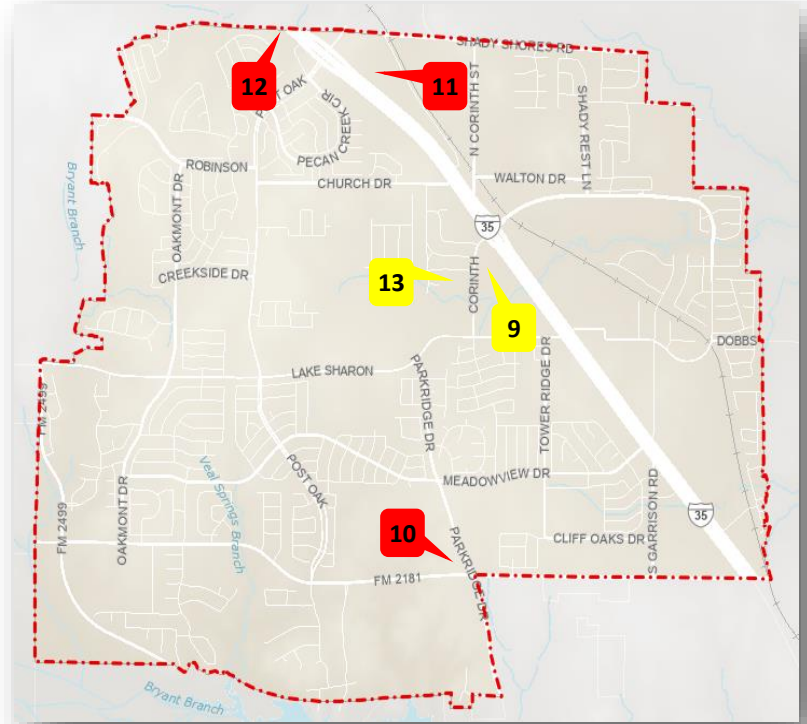 SHADY SHORES RD
12
POST OAK
11
PECAN CREEK CIR
N CORINTH ST
SHADY REST LN
Bryant Branch
ROBINSON
OAKMONT DR
CHURCH DR
WALTON DR
35
CREEKSIDE DR
13
CORINTH
9
DOBBS
LAKE SHARON
PARKRIDGE DR
TOWER RIDGE DR
FM 2499
POST OAK
MEADOWVIEW DR
Veal Springs Branch
OAKMONT DR
FM 2499
S GARRISON RD
35
10
PARKRIDGE DR
CLIFF OAKS DR
FM 2181
Bryant Branch